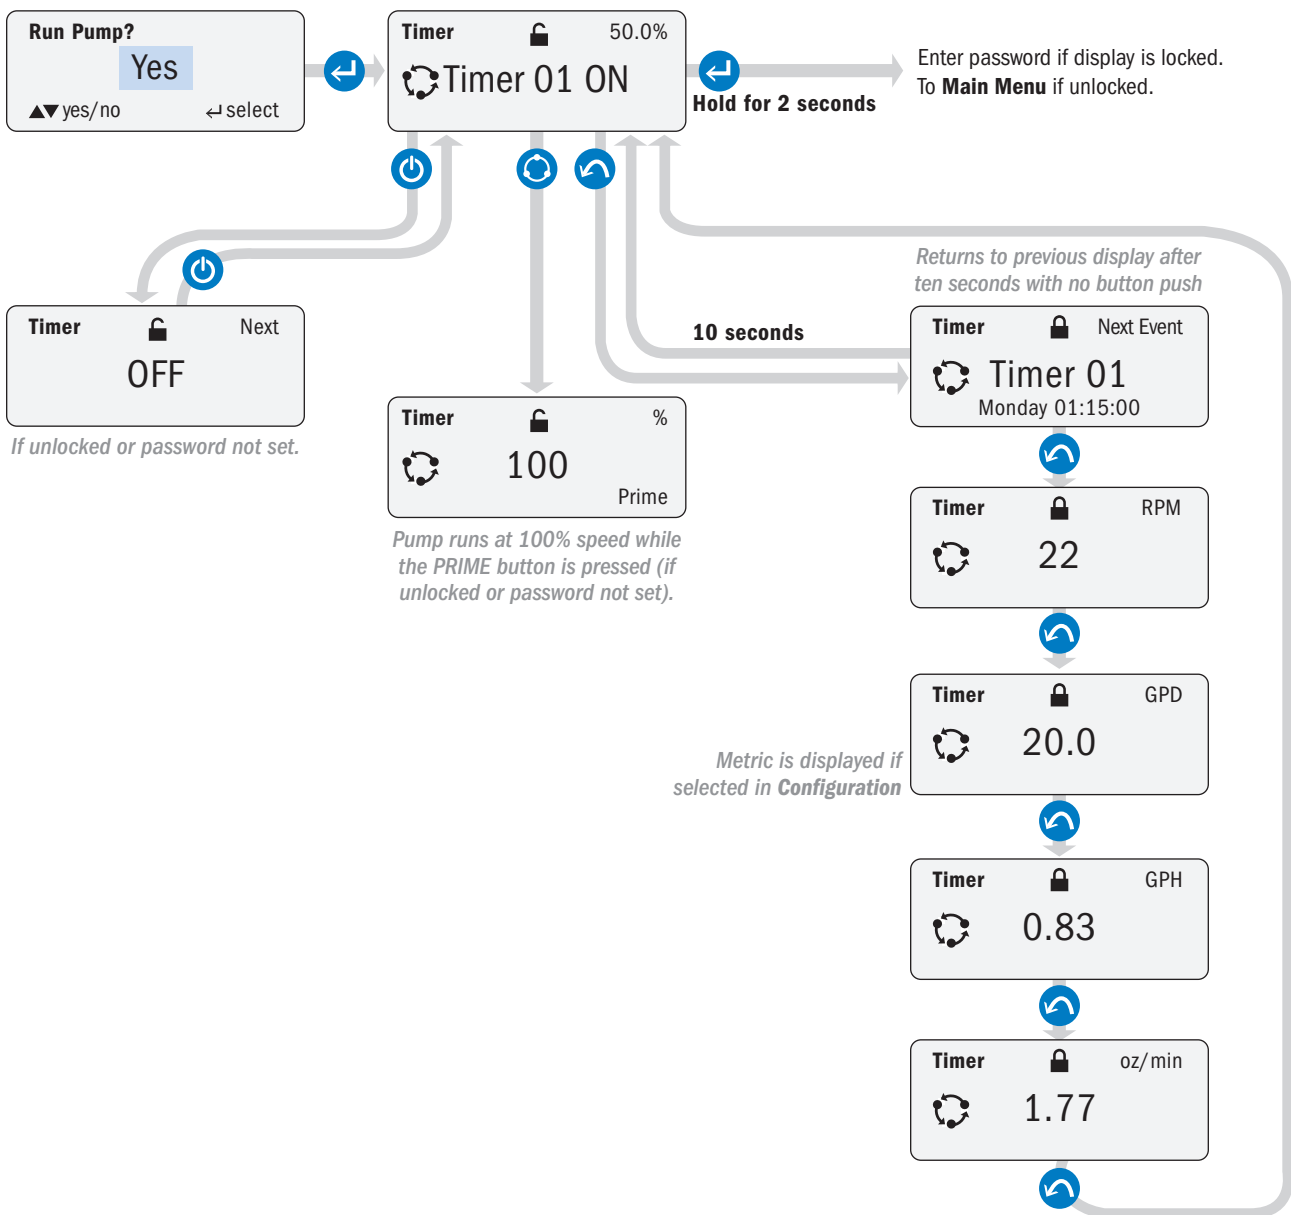 Run Pump?
Yes
▲▼ yes/no ↵ select
Timer 50.0%
Timer 01 ON
Hold for 2 seconds
Enter password if display is locked.
To Main Menu if unlocked.
Timer Next
OFF
If unlocked or password not set.
Timer %
100
Prime
Pump runs at 100% speed while
the PRIME button is pressed (if
unlocked or password not set).
10 seconds
Returns to previous display after
ten seconds with no button push
Timer Next Event
Timer 01
Monday 01:15:00
Timer RPM
22
Timer GPD
20.0
Metric is displayed if
selected in Configuration
Timer GPH
0.83
Timer oz/min
1.77